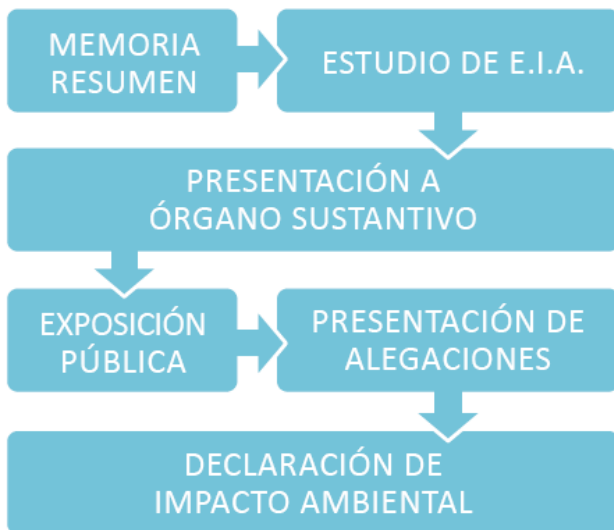 MEMORIA
RESUMEN
ESTUDIO DE E.I.A.
PRESENTACIÓN A
ÓRGANO SUSTANTIVO
EXPOSICIÓN
PÚBLICA
PRESENTACIÓN DE
ALEGACIONES
DECLARACIÓN DE
IMPACTO AMBIENTAL